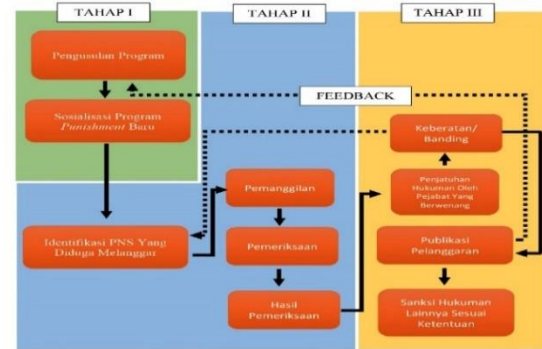 TAHAP I
TAHAP II
TAHAP III
Pengusulan Program
Sosialisasi Program
Punishment Baru
Identifikasi PNS Yang
Diduga Melanggar
Pemanggilan
Pemeriksaan
Hasil
Pemeriksaan
FEEDBACK
Keberatan/
Banding
Penjatuhan
Hukuman Oleh
Pejabat Yang
Berwenang
Publikasi
Pelanggaran
Sanksi Hukuman
Lainnya Sesuai
Ketentuan